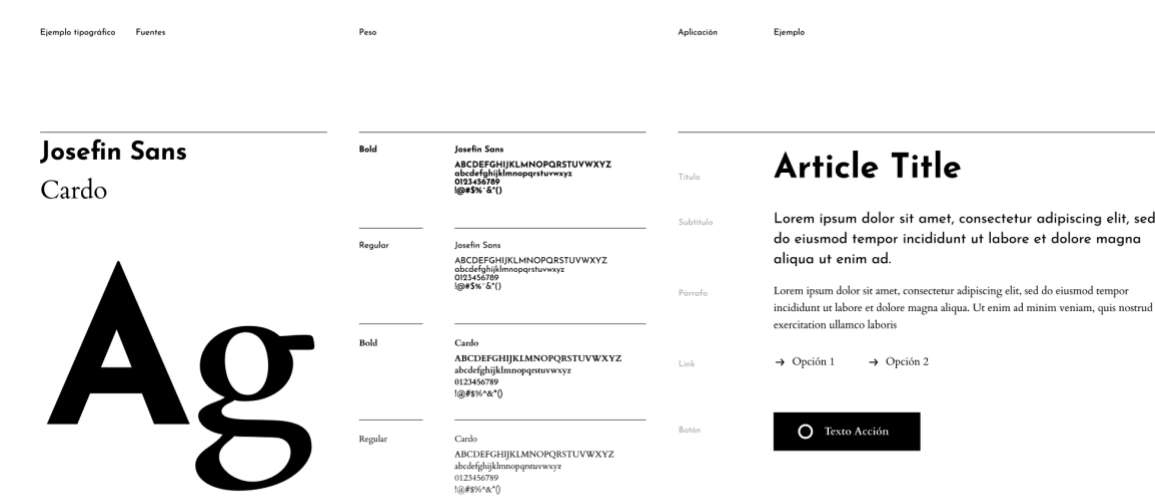 Ejemplo tipográfico
Fuentes
Peso
Aplicación
Ejemplo
Josefin Sans
Cardo
Ag
Bold
Josefin Sans
ABCDEFGHIJKLMNOPQRSTUVWXYZ
abcdefghijklmnopqrstuvwxyz
0123456789
!@#$%^&*()
Regular
Josefin Sans
ABCDEFGHIJKLMNOPQRSTUVWXYZ
abcdefghijklmnopqrstuvwxyz
0123456789
!@#$%^&*()
Bold
Cardo
ABCDEFGHIJKLMNOPQRSTUVWXYZ
abcdefghijklmnopqrstuvwxyz
0123456789
!@#$%^&*()
Regular
Cardo
ABCDEFGHIJKLMNOPQRSTUVWXYZ
abcdefghijklmnopqrstuvwxyz
0123456789
!@#$%^&*()
Título
Article Title
Subtítulo
Lorem ipsum dolor sit amet, consectetur adipiscing elit, sed
do eiusmod tempor incididunt ut labore et dolore magna
aliqua ut enim ad.
Párrafo
Lorem ipsum dolor sit amet, consectetur adipiscing elit, sed do eiusmod tempor
incididunt ut labore et dolore magna aliqua. Ut enim ad minim veniam, quis nostrud
exercitation ullamco laboris
Link
→ Opción 1
→ Opción 2
Botón
Texto Acción